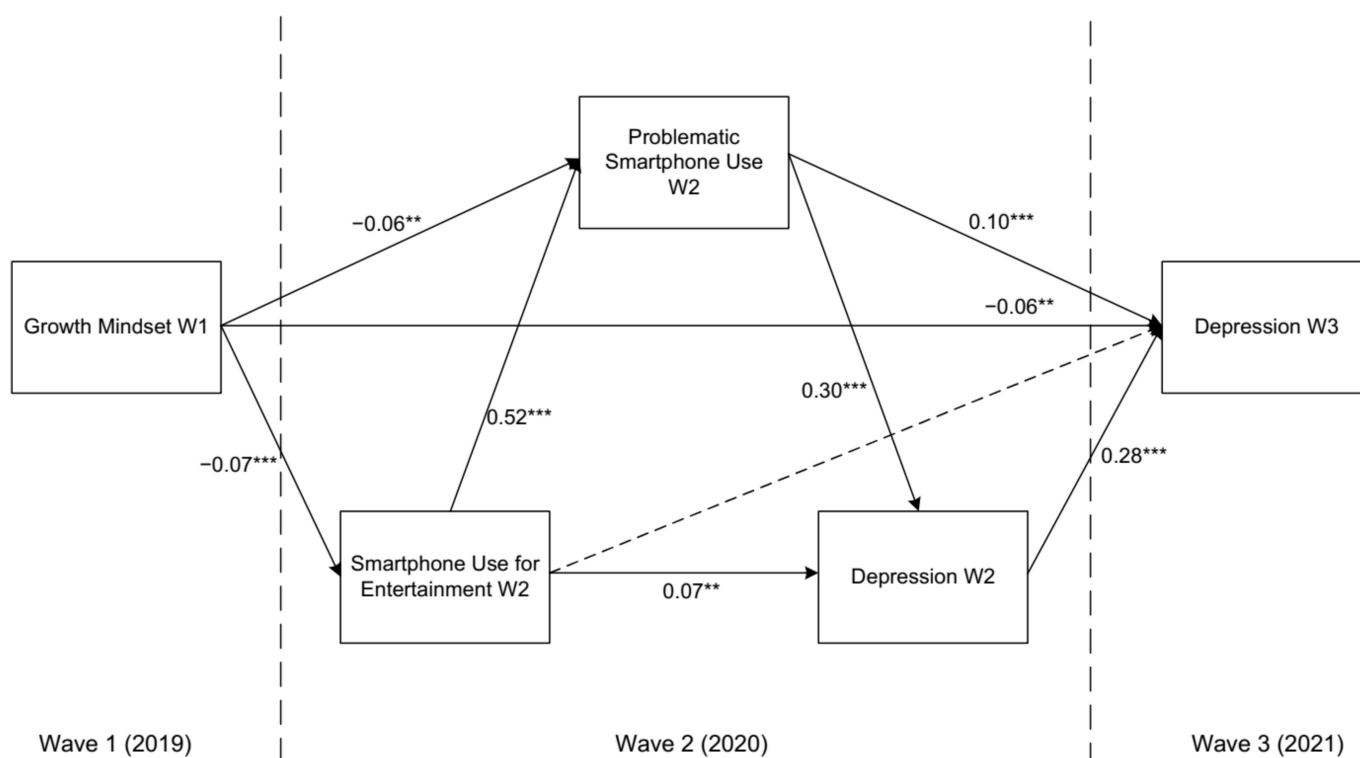 Problematic
Smartphone Use
W2
−0.06**
0.10***
Growth Mindset W1
−0.06**
Depression W3
0.30***
0.52***
−0.07***
0.28***
Smartphone Use for
Entertainment W2
0.07**
Depression W2
Wave 1 (2019)
Wave 2 (2020)
Wave 3 (2021)